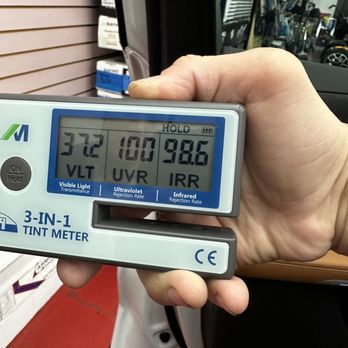 HOLD
37.2 100 98.6
VLT UVR IRR
Visible Light Ultraviolet Infrared
Transmittance Rejection Rate Rejection Rate
ON
Hold
3-IN-1
TINT METER
CE